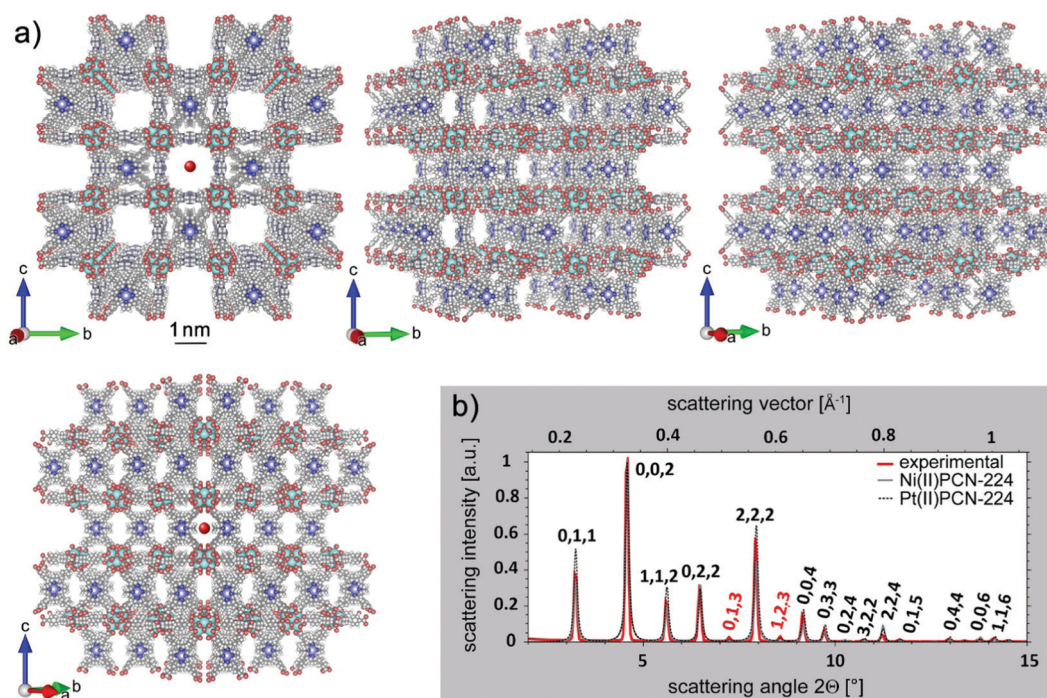 a)
c
a
b
1 nm
c
a
b
c
a
b
c
b
a
b)
scattering vector [Å⁻¹]
0.2 0.4 0.6 0.8 1
scattering intensity [a.u.]
1
0.8
0.6
0.4
0.2
0
experimental
Ni(II)PCN-224
Pt(II)PCN-224
0,1,1
0,0,2
1,1,2
0,2,2
0,1,3
2,2,2
1,2,3
0,0,4
0,3,3
0,2,4
3,2,2
2,2,4
0,1,5
0,4,4
0,0,6
1,1,6
5 10 15
scattering angle 2Θ [°]